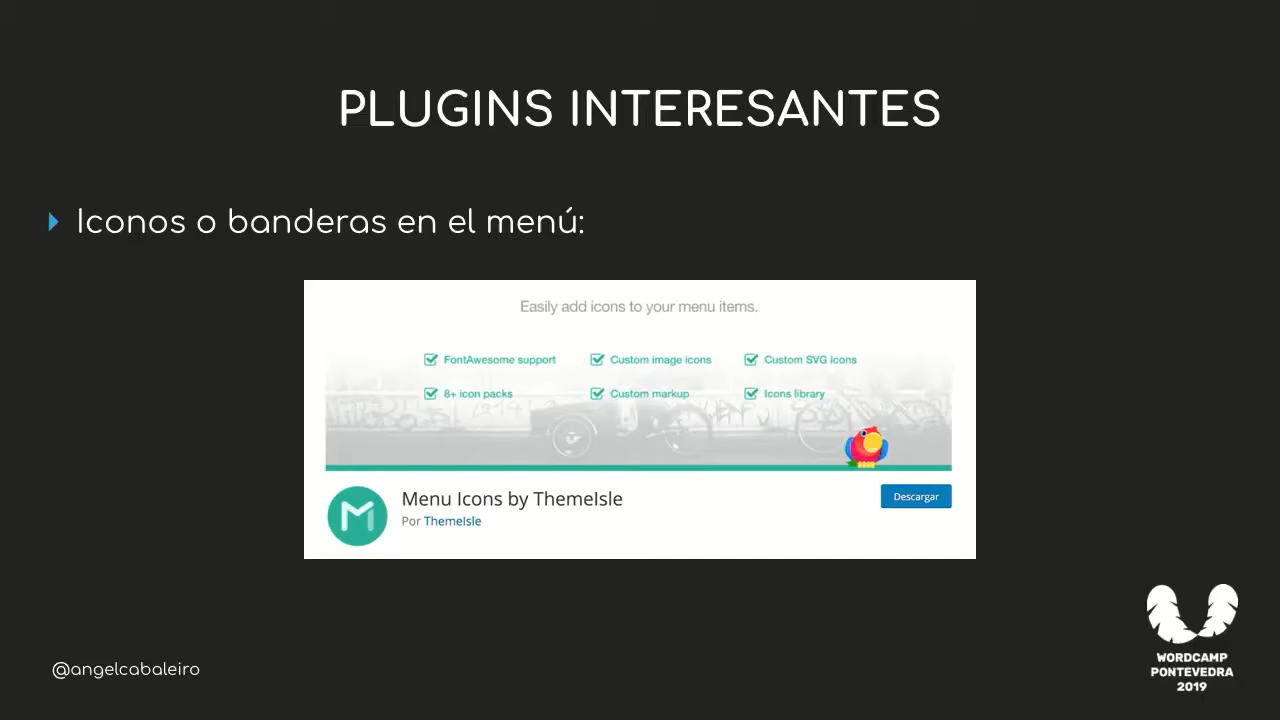 PLUGINS INTERESANTES
Iconos o banderas en el menú:
Easily add icons to your menu items.
FontAwesome support
Custom image icons
Custom SVG icons
8+ icon packs
Custom markup
Icons library
Menu Icons by ThemeIsle
Por ThemeIsle
Descargar
@angelcabaleiro
WORDCAMP
PONTEVEDRA
2019